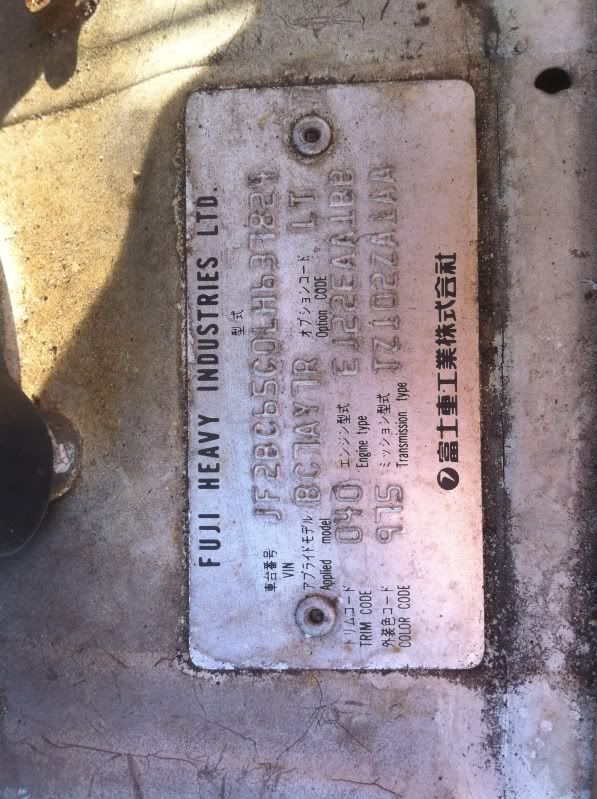 FUJI HEAVY INDUSTRIES LTD.
型式
車台番号
VIN JF2BC65C0LH637824
アプライドモデル BC7AY7R オプションコード LT
Applied model Option CODE
トリムコード 040 エンジン型式 EJ22EAA1BB
TRIM CODE Engine type
外装色コード 975 ミッション型式 TZ102ZA1AA
COLOR CODE Transmission type
富士重工業株式会社